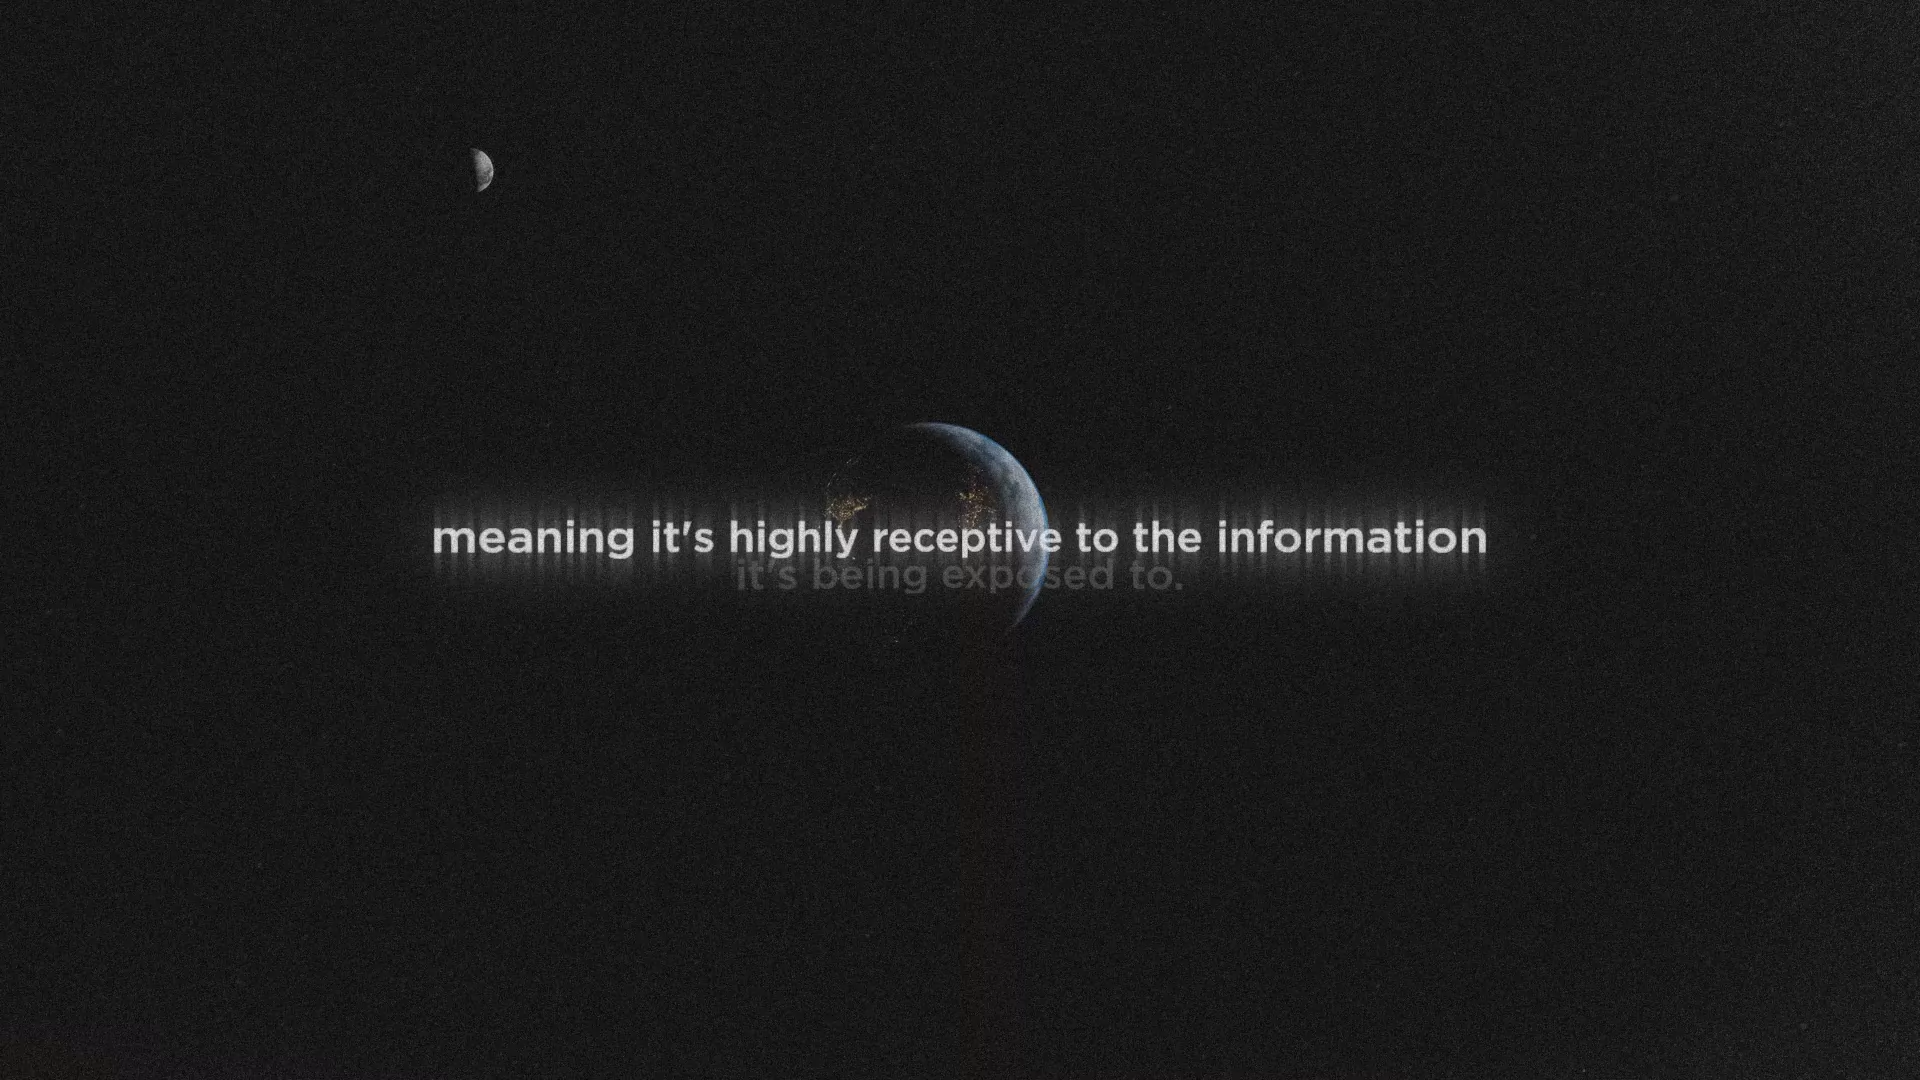 meaning it's highly receptive to the information
it's being exposed to.